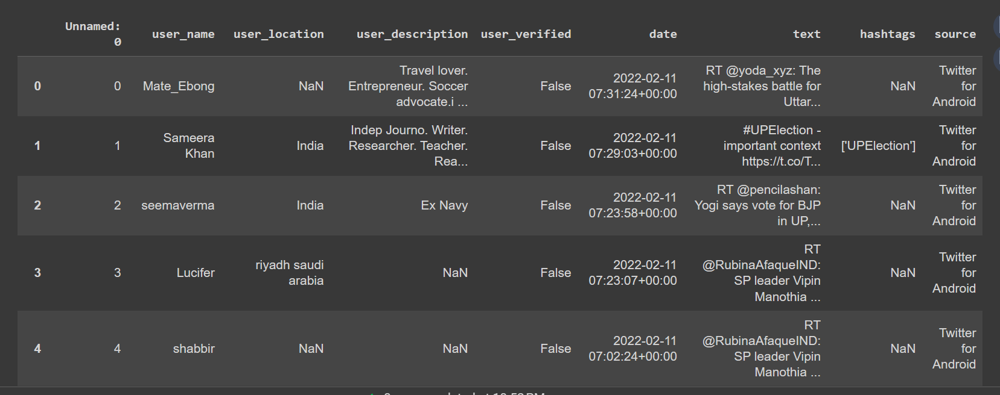 Unnamed: 0 user_name user_location user_description user_verified date text hashtags source
0 0 Mate_Ebong NaN Travel lover. Entrepreneur. Soccer advocate.i ... False 2022-02-11 07:31:24+00:00 RT @yoda_xyz: The high-stakes battle for Uttar... NaN Twitter for Android
1 1 Sameera Khan India Indep Journo. Writer. Researcher. Teacher. Rea... False 2022-02-11 07:29:03+00:00 #UPElection - important context https://t.co/T... ['UPElection'] Twitter for Android
2 2 seemaverma India Ex Navy False 2022-02-11 07:23:58+00:00 RT @pencilashan: Yogi says vote for BJP in UP,... NaN Twitter for Android
3 3 Lucifer riyadh saudi arabia NaN False 2022-02-11 07:23:07+00:00 RT @RubinaAfaqueIND: SP leader Vipin Manothia ... NaN Twitter for Android
4 4 shabbir NaN NaN False 2022-02-11 07:02:24+00:00 RT @RubinaAfaqueIND: SP leader Vipin Manothia ... NaN Twitter for Android